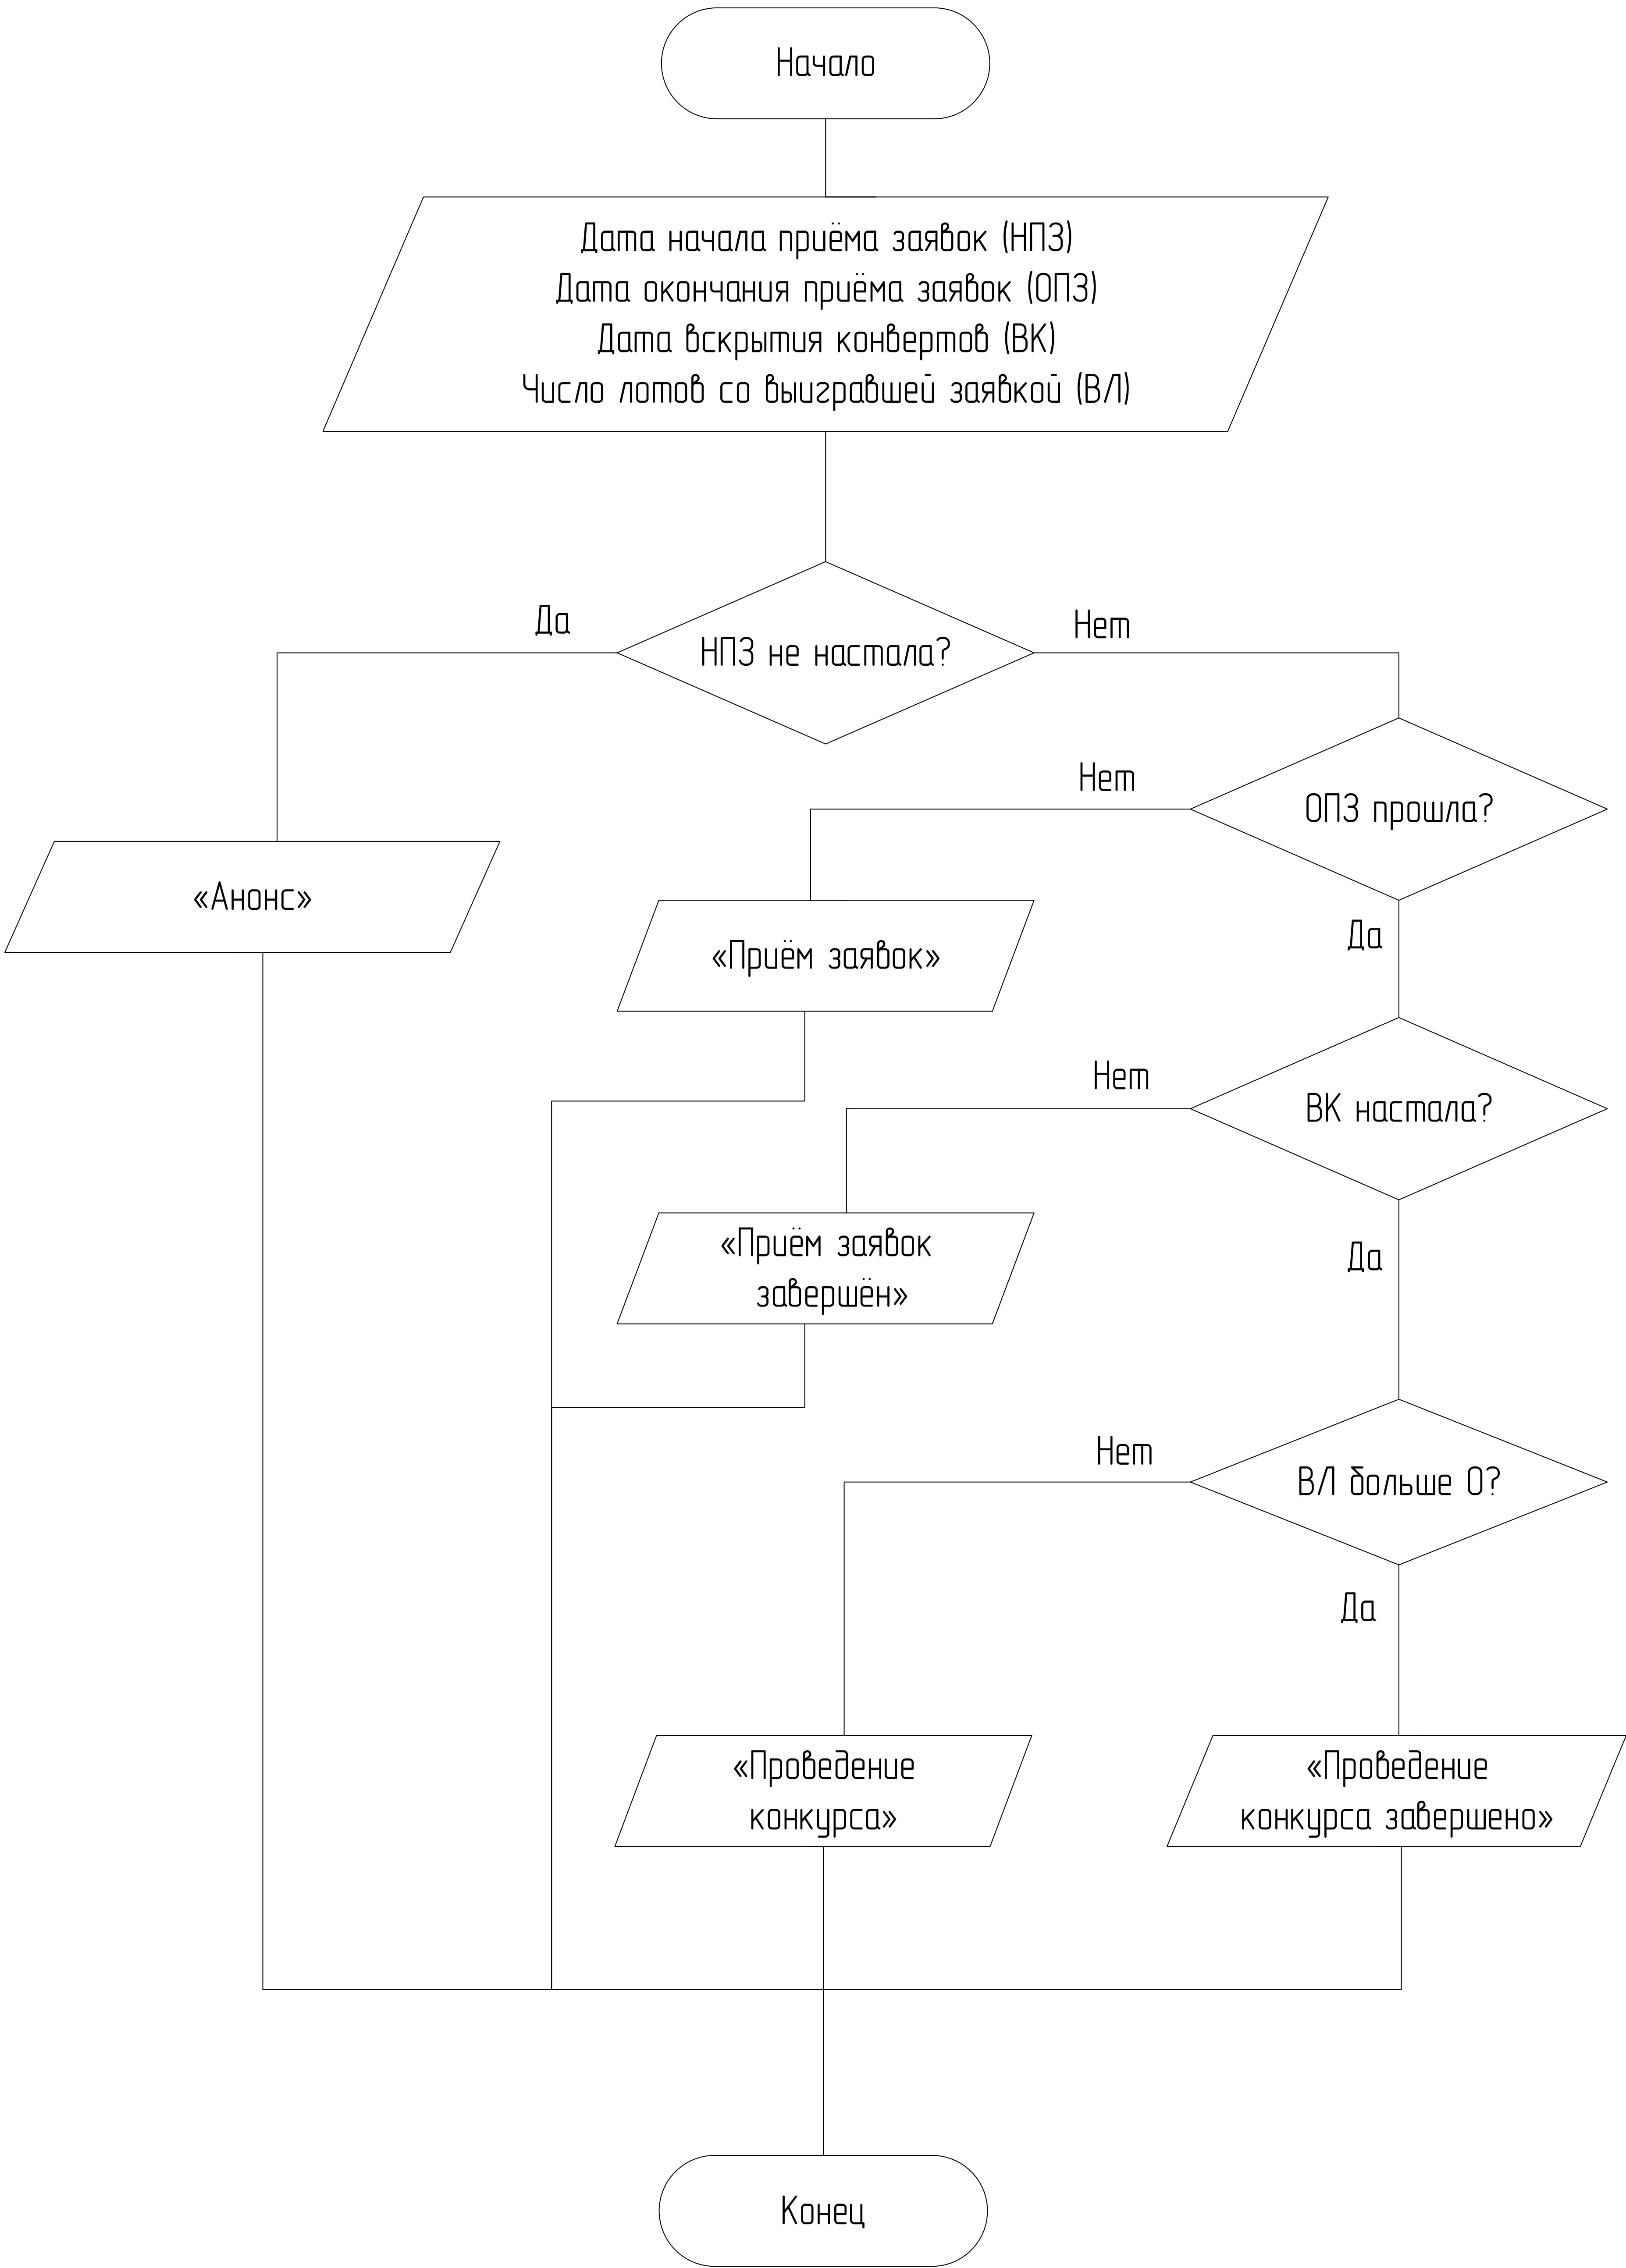 Начало
Дата начала приёма заявок (НПЗ)
Дата окончания приёма заявок (ОПЗ)
Дата вскрытия конвертов (ВК)
Число лотов со выигравшей заявкой (ВЛ)
Да
НПЗ не настала?
Нет
Нет
ОПЗ прошла?
«Анонс»
Да
«Приём заявок»
Нет
ВК настала?
«Приём заявок
завершён»
Да
Нет
ВЛ больше 0?
Да
«Проведение
конкурса»
«Проведение
конкурса завершено»
Конец